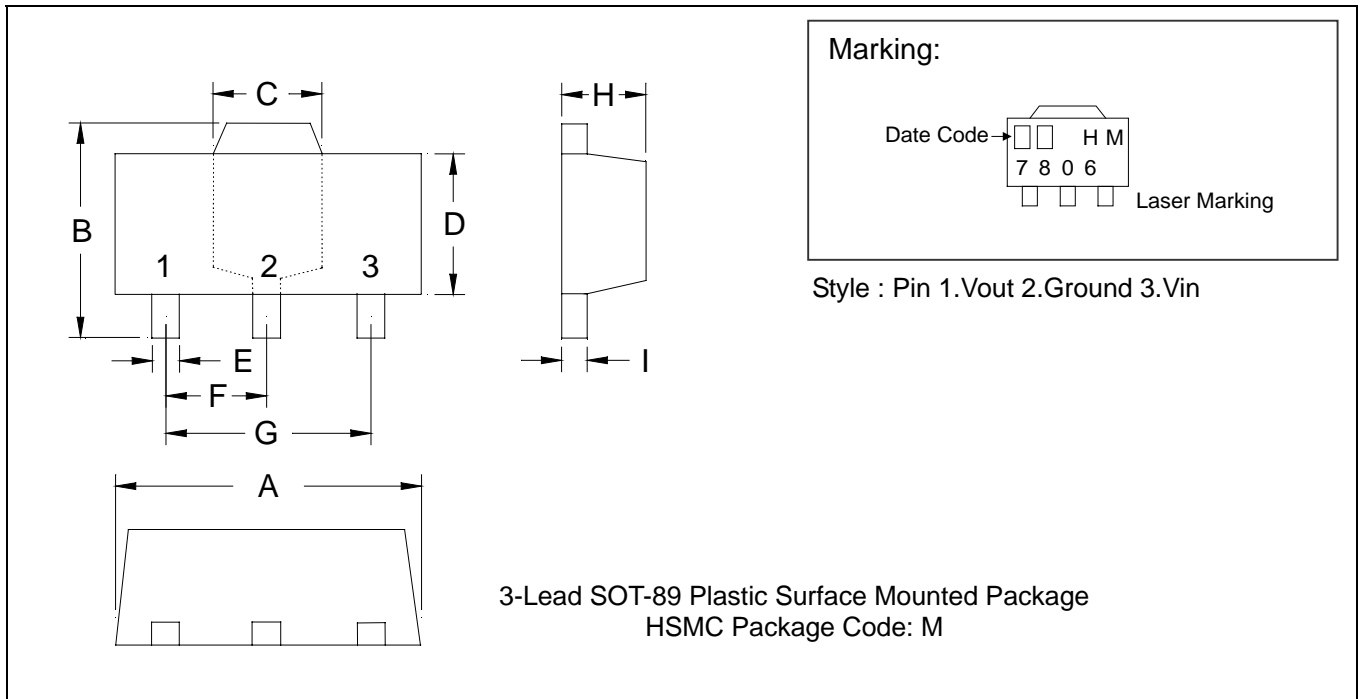 Marking:
Date Code
H M
7 8 0 6
Laser Marking
Style : Pin 1.Vout 2.Ground 3.Vin
C
H
B
D
1 2 3
E
I
F
G
A
3-Lead SOT-89 Plastic Surface Mounted Package
HSMC Package Code: M